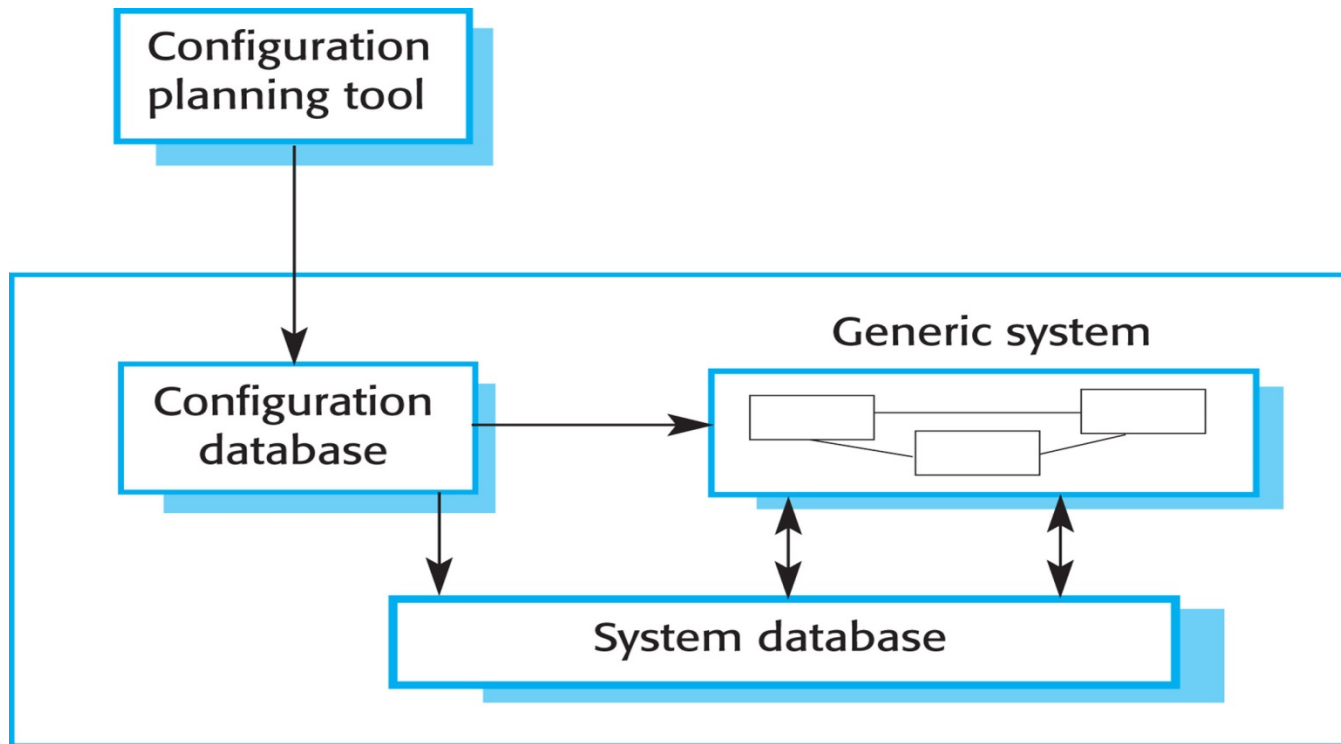 Configuration
planning tool
Generic system
Configuration
database
System database